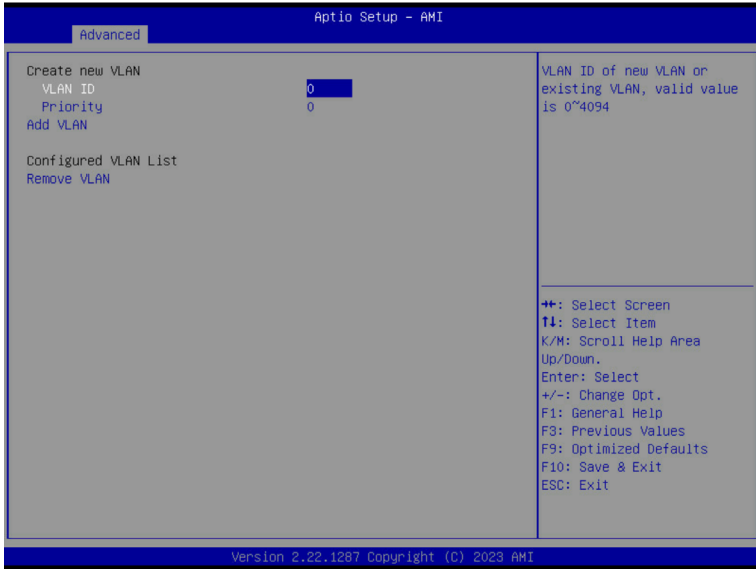 Aptio Setup – AMI
Advanced
Create new VLAN
VLAN ID 0
Priority 0
Add VLAN
Configured VLAN List
Remove VLAN
VLAN ID of new VLAN or
existing VLAN, valid value
is 0~4094
→←: Select Screen
↑↓: Select Item
K/M: Scroll Help Area
Up/Down.
Enter: Select
+/-: Change Opt.
F1: General Help
F3: Previous Values
F9: Optimized Defaults
F10: Save & Exit
ESC: Exit
Version 2.22.1287 Copyright (C) 2023 AMI